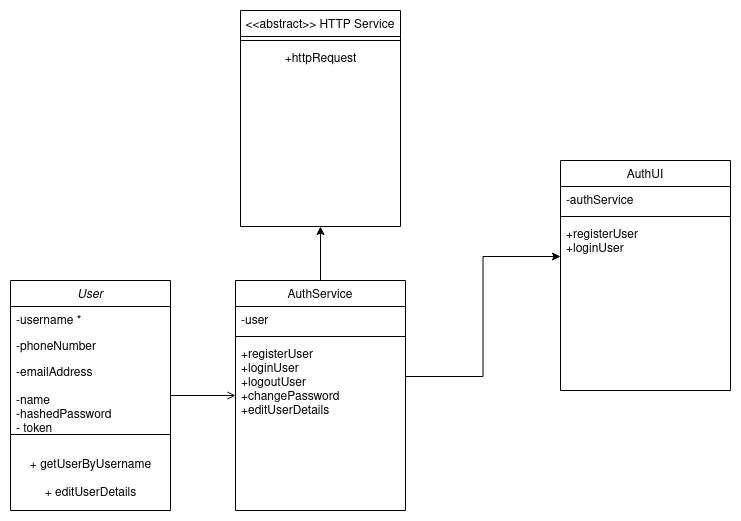 <<abstract>> HTTP Service
+httpRequest
AuthUI
-authService
+registerUser
+loginUser
User
-username *
-phoneNumber
-emailAddress
-name
-hashedPassword
- token
+ getUserByUsername
+ editUserDetails
AuthService
-user
+registerUser
+loginUser
+logoutUser
+changePassword
+editUserDetails